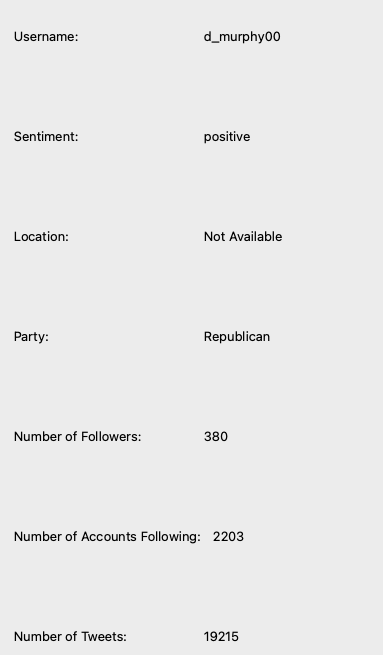 Username: d_murphy00
Sentiment: positive
Location: Not Available
Party: Republican
Number of Followers: 380
Number of Accounts Following: 2203
Number of Tweets: 19215